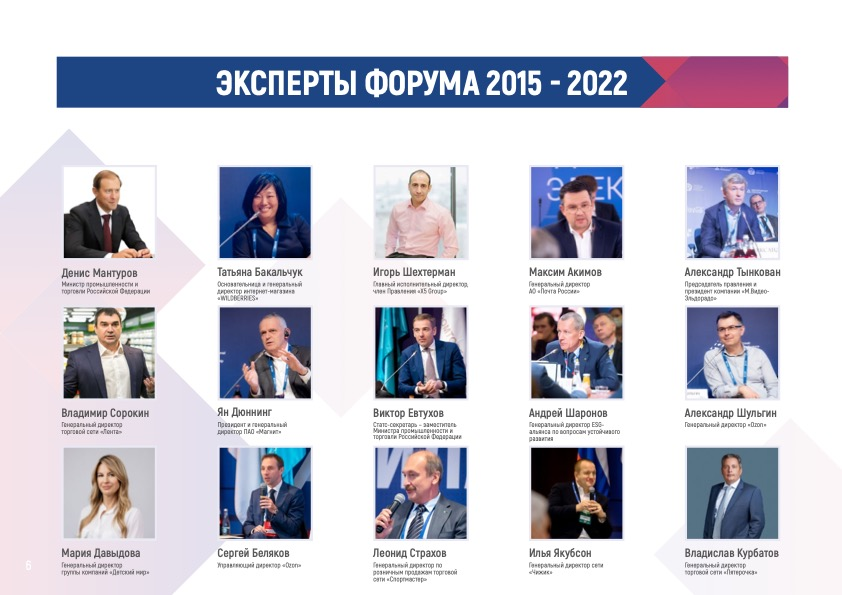 ЭКСПЕРТЫ ФОРУМА 2015 - 2022
ЭЛЕК
Денис Мантуров
Министр промышленности и
торговли Российской Федерации
Татьяна Бакальчук
Основательница и генеральный
директор интернет-магазина
«WILDBERRIES»
Игорь Шехтерман
Главный исполнительный директор
член Правления «X5 Group»
Максим Акимов
Генеральный директор
АО «Почта России»
Александр Тынкован
Председатель правления и
президент компании «М.Видео-
Эльдорадо»
Владимир Сорокин
Генеральный директор
торговой сети «Лента»
Ян Дюннинг
Президент и генеральный
директор ПАО «Магнит»
Виктор Евтухов
Статс-секретарь – заместитель
Министра промышленности и
торговли Российской Федерации
Андрей Шаронов
Генеральный директор ESG-
альянса по вопросам устойчивого
развития
Александр Шульгин
Генеральный директор «Ozon»
Мария Давыдова
Генеральный директор
группы компаний «Детский мир»
Сергей Беляков
Управляющий директор «Ozon»
Леонид Страхов
Генеральный директор по
розничным продажам торговой
сети «Спортмастер»
Илья Якубсон
Генеральный директор сети
«Чижик»
Владислав Курбатов
Генеральный директор
торговой сети «Пятерочка»
6